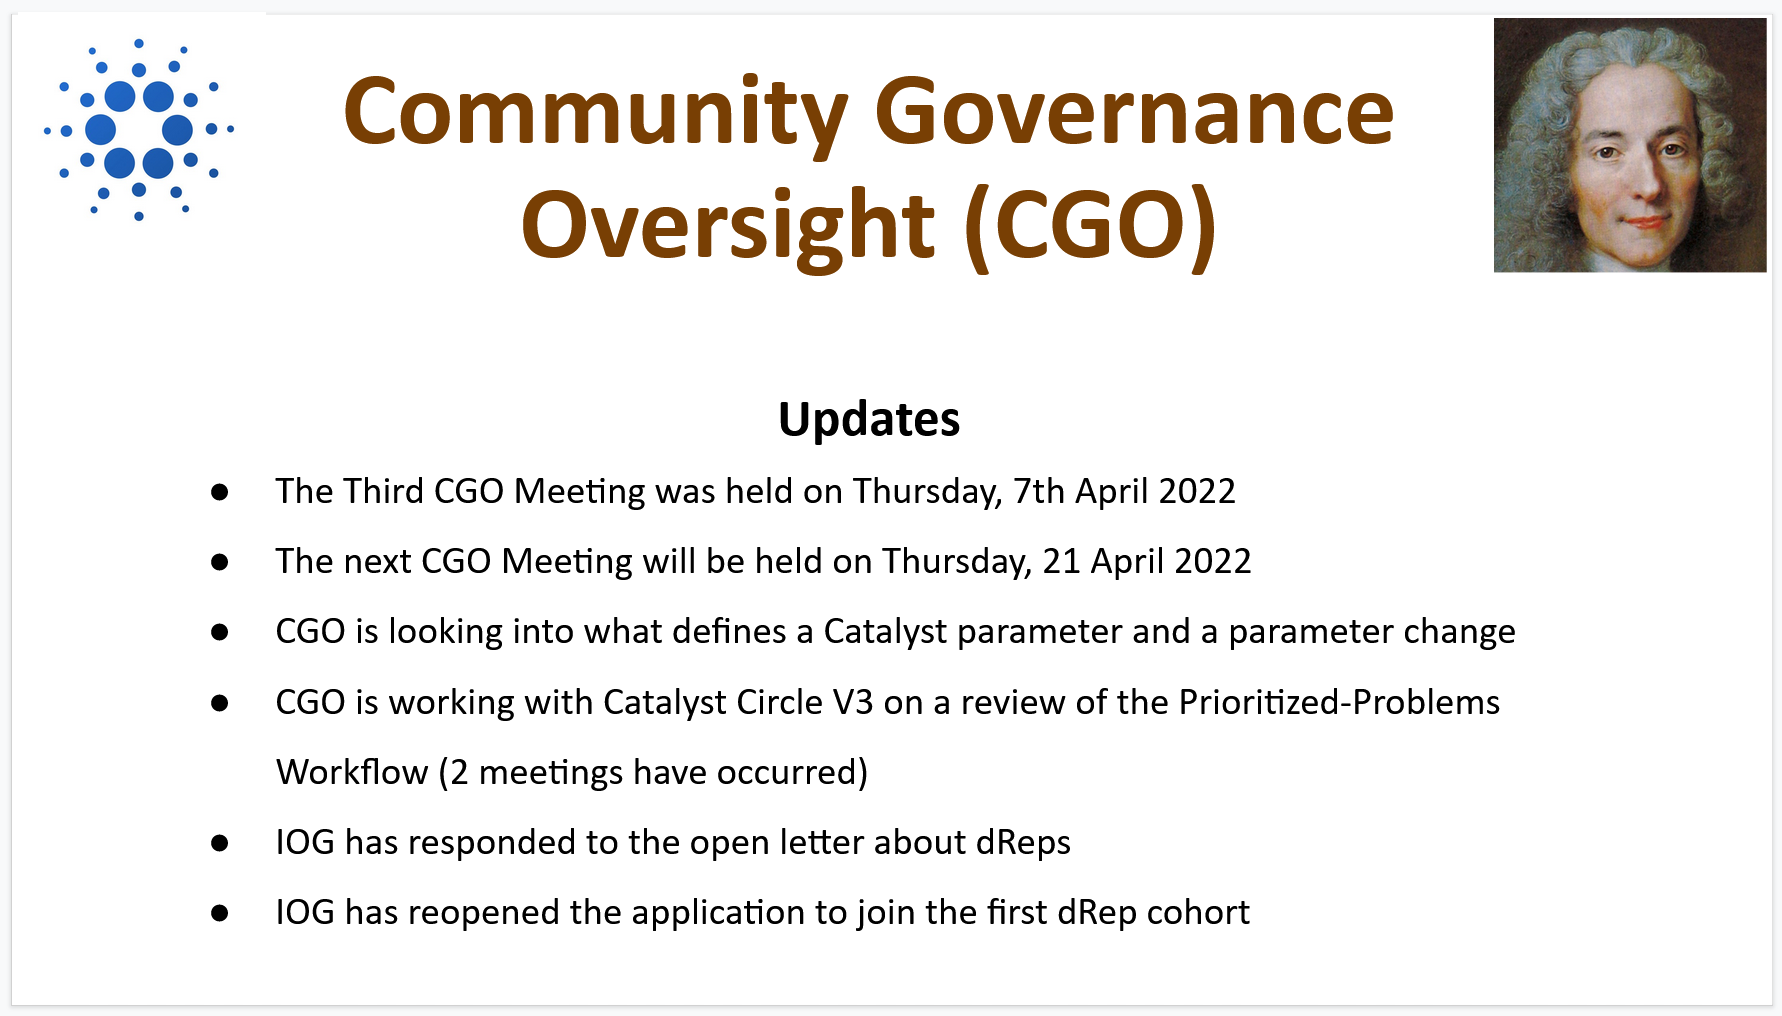 Community Governance
Oversight (CGO)
Updates
● The Third CGO Meeting was held on Thursday, 7th April 2022
● The next CGO Meeting will be held on Thursday, 21 April 2022
● CGO is looking into what defines a Catalyst parameter and a parameter change
● CGO is working with Catalyst Circle V3 on a review of the Prioritized-Problems
Workflow (2 meetings have occurred)
● IOG has responded to the open letter about dReps
● IOG has reopened the application to join the first dRep cohort